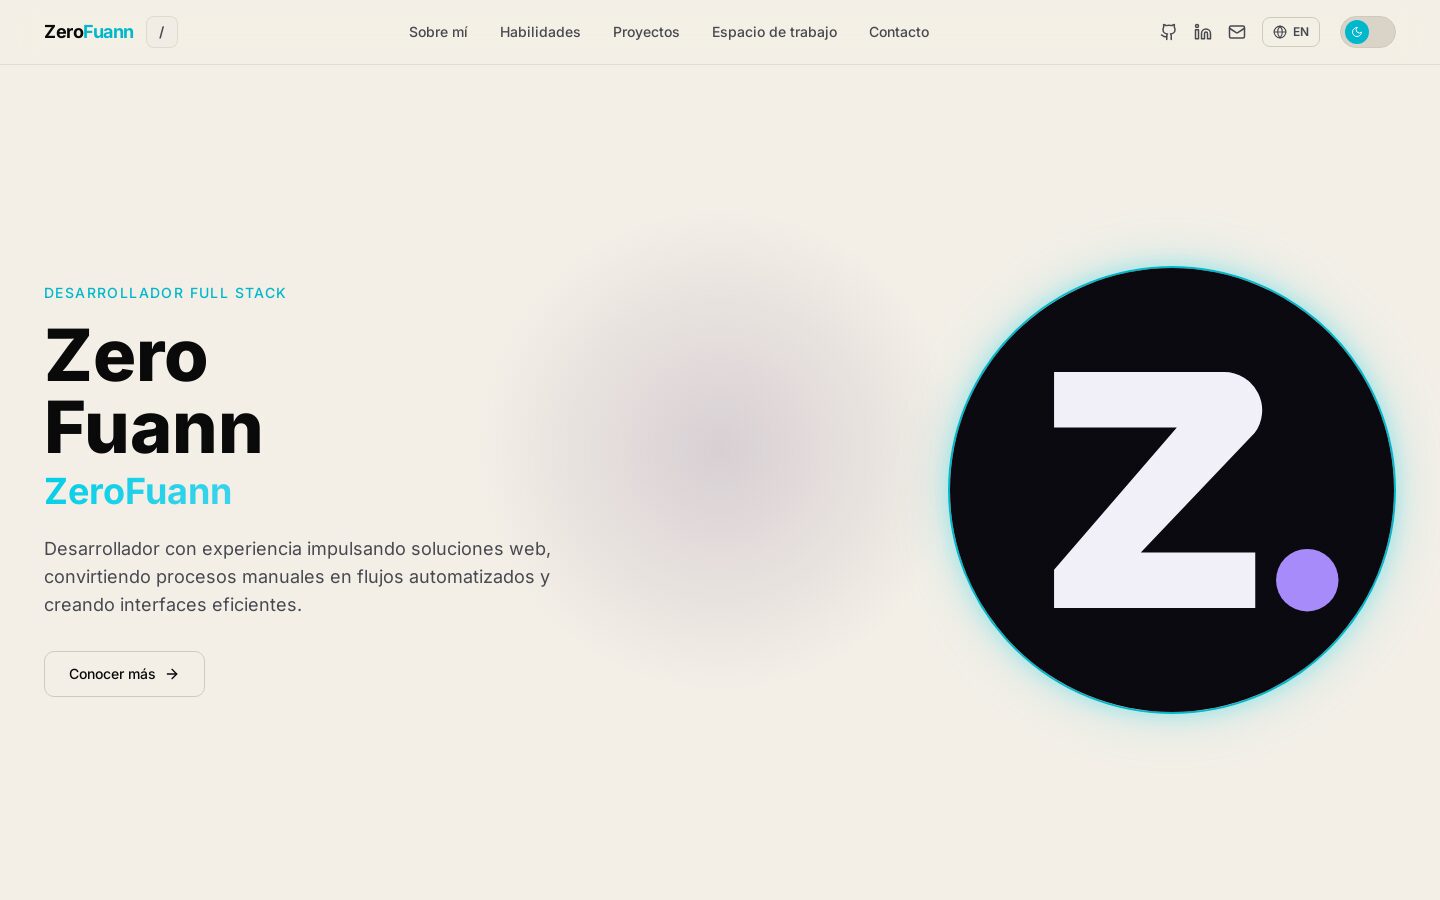 ZeroFuann /
Sobre mí Habilidades Proyectos Espacio de trabajo Contacto
EN
DESARROLLADOR FULL STACK
Zero
Fuann
ZeroFuann
Desarrollador con experiencia impulsando soluciones web,
convirtiendo procesos manuales en flujos automatizados y
creando interfaces eficientes.
Conocer más →
Z.